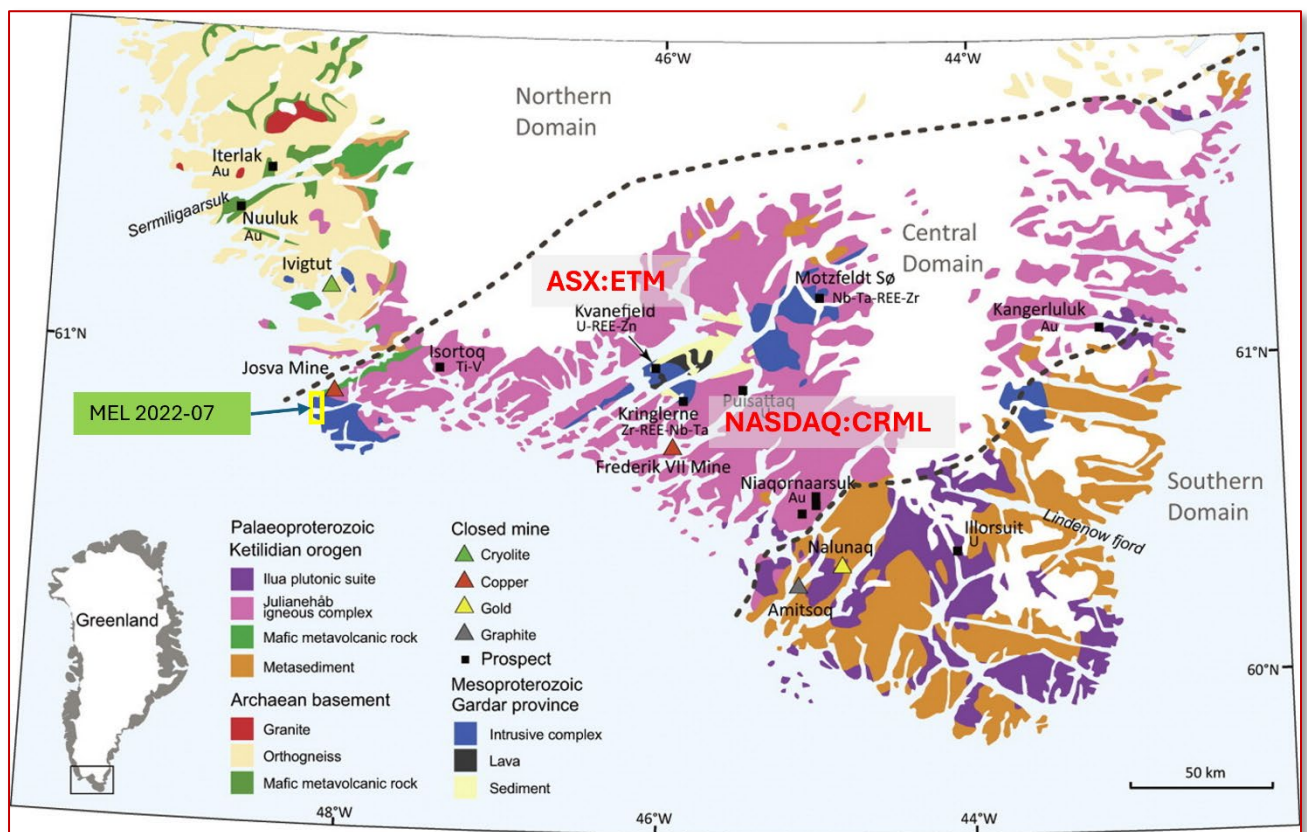 46°W
44°W
Northern
Domain
Iterlak
Au
Sermiligaarsuk
Nuuluk
Au
Ivigtut
Central
Domain
ASX:ETM
Motzfeldt Sø
Nb-Ta-REE-Zr
Kvanefjeld
U-REE-Zn
Kangerluluk
Au
61°N
61°N
Josva Mine
Isortoq
Ti-V
MEL 2022-07
Puisattaq
U
Kringlerne
Zr-REE-Nb-Ta
NASDAQ:CRML
Frederik VII Mine
Niaqornaarsuk
Au
Southern
Domain
Lindenow fjord
Illorsuit
U
Nalunaq
Amitsoq
60°N
Greenland
Palaeoproterozoic
Ketilidian orogen
Ilua plutonic suite
Julianehåb
igneous complex
Mafic metavolcanic rock
Metasediment
Archaean basement
Granite
Orthogneiss
Mafic metavolcanic rock
Closed mine
Cryolite
Copper
Gold
Graphite
Prospect
Mesoproterozoic
Gardar province
Intrusive complex
Lava
Sediment
50 km
48°W
46°W
44°W